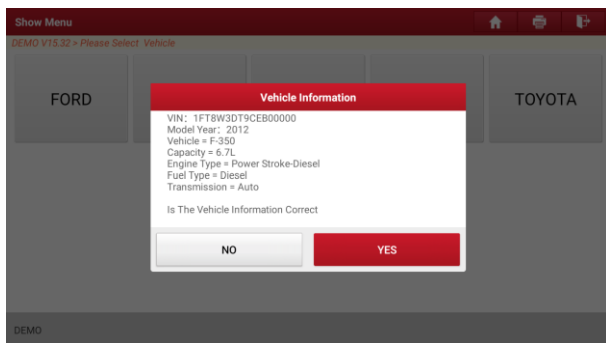 Show Menu
DEMO V15.32 > Please Select Vehicle
FORD
TOYOTA
Vehicle Information
VIN: 1FT8W3DT9CEB00000
Model Year: 2012
Vehicle = F-350
Capacity = 6.7L
Engine Type = Power Stroke-Diesel
Fuel Type = Diesel
Transmission = Auto
Is The Vehicle Information Correct
NO
YES
DEMO